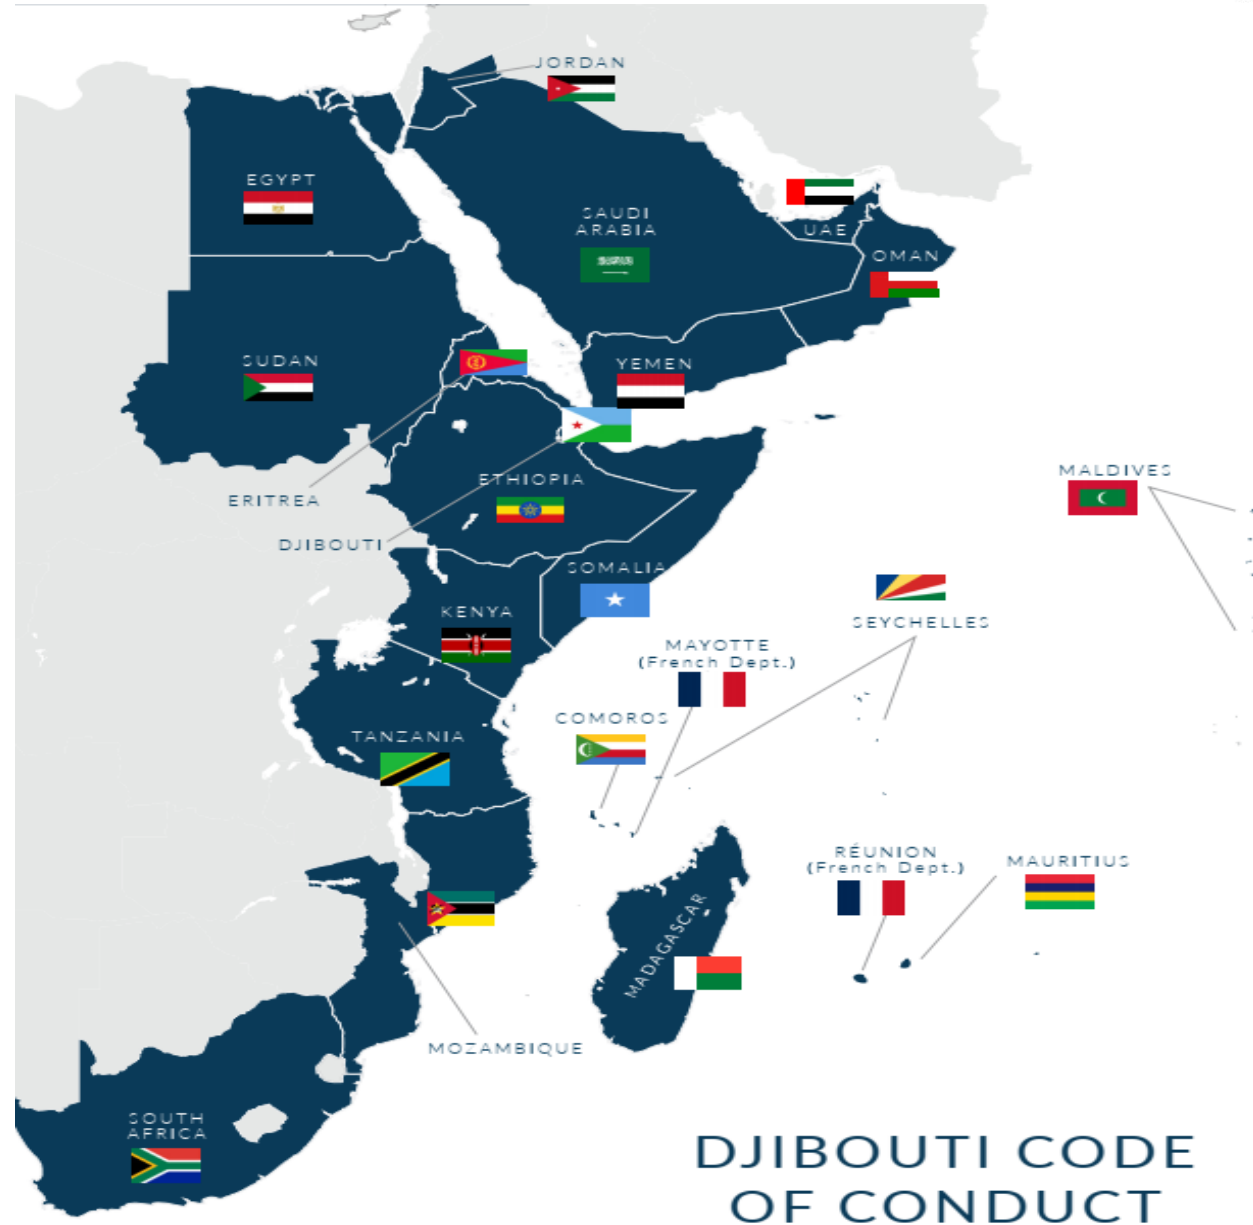 JORDAN
EGYPT
SAUDI
ARABIA
UAE
OMAN
SUDAN
YEMEN
ERITREA
ETHIOPIA
DJIBOUTI
MALDIVES
SOMALIA
KENYA
SEYCHELLES
MAYOTTE
(French Dept.)
COMOROS
TANZANIA
RÉUNION
(French Dept.)
MAURITIUS
MADAGASCAR
MOZAMBIQUE
SOUTH
AFRICA
DJIBOUTI CODE
OF CONDUCT